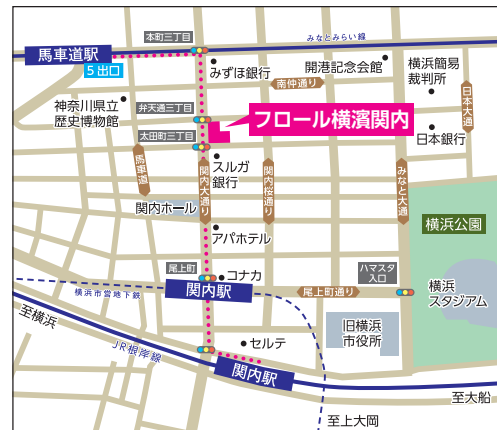 本町三丁目
みなとみらい線
馬車道駅
5出口
みずほ銀行
開港記念会館
横浜簡易
裁判所
南仲通り
日本大通
神奈川県立
歴史博物館
弁天通三丁目
フロール横濱関内
太田町三丁目
日本銀行
馬車道
スルガ
銀行
関内大通り
関内桜通り
みなと大通
関内ホール
横浜公園
アパホテル
尾上町
コナカ
ハマスタ
入口
横浜市営地下鉄
関内駅
尾上町通り
横浜
スタジアム
至横浜
旧横浜
市役所
JR根岸線
セルテ
関内駅
至大船
至上大岡